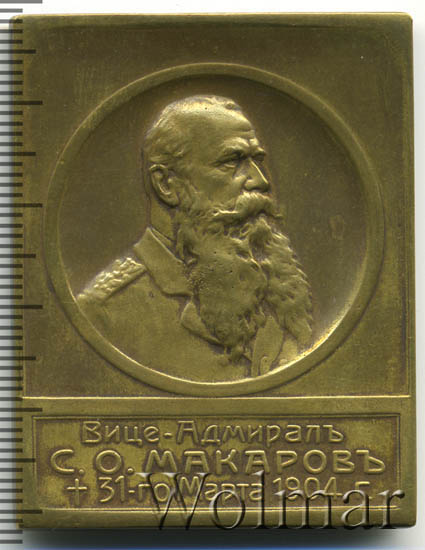 Вице-Адмиралъ
С. О. МАКАРОВЪ
+ 31-го Марта 1904. г.
Wolmar